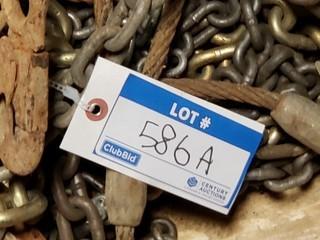 LOT #
586A
ClubBid
CENTURY
AUCTIONS